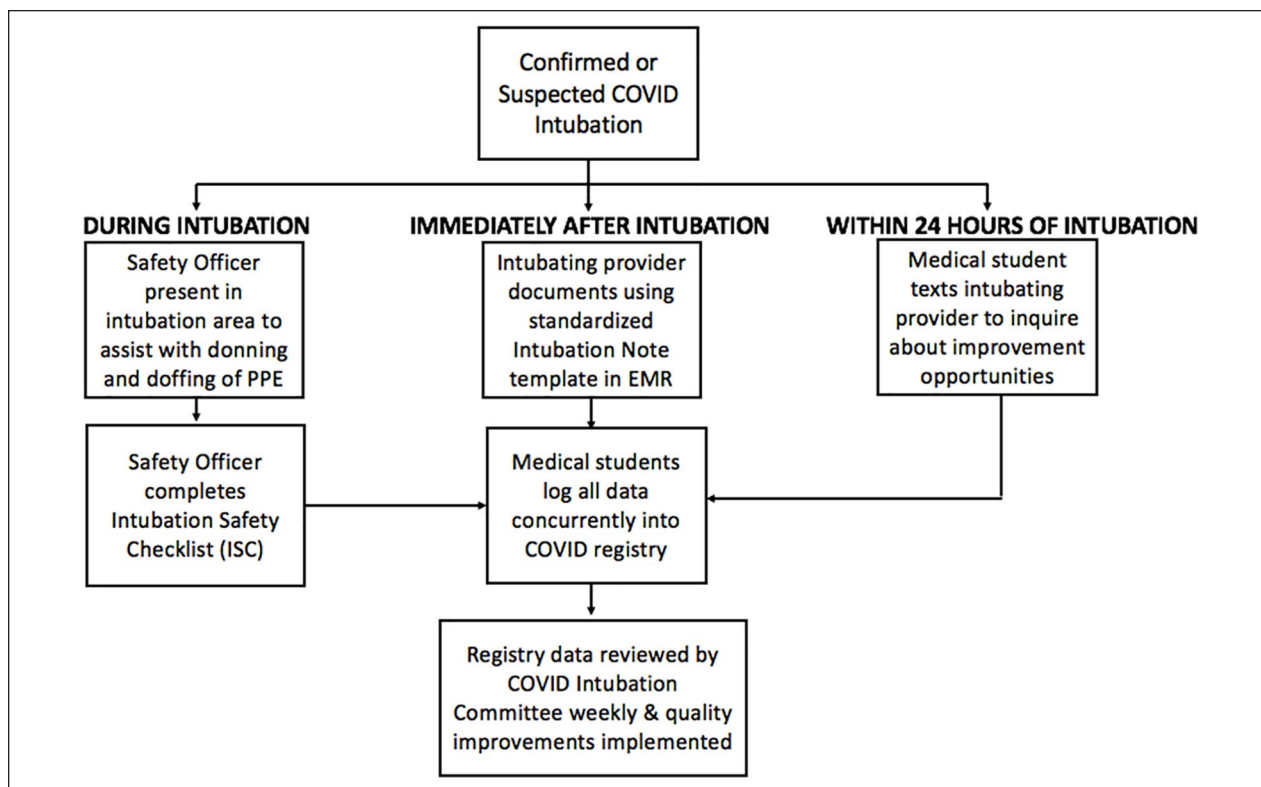 Confirmed or
Suspected COVID
Intubation
DURING INTUBATION
Safety Officer
present in
intubation area to
assist with donning
and doffing of PPE
IMMEDIATELY AFTER INTUBATION
Intubating provider
documents using
standardized
Intubation Note
template in EMR
WITHIN 24 HOURS OF INTUBATION
Medical student
texts intubating
provider to inquire
about improvement
opportunities
Safety Officer
completes
Intubation Safety
Checklist (ISC)
Medical students
log all data
concurrently into
COVID registry
Registry data reviewed by
COVID Intubation
Committee weekly & quality
improvements implemented